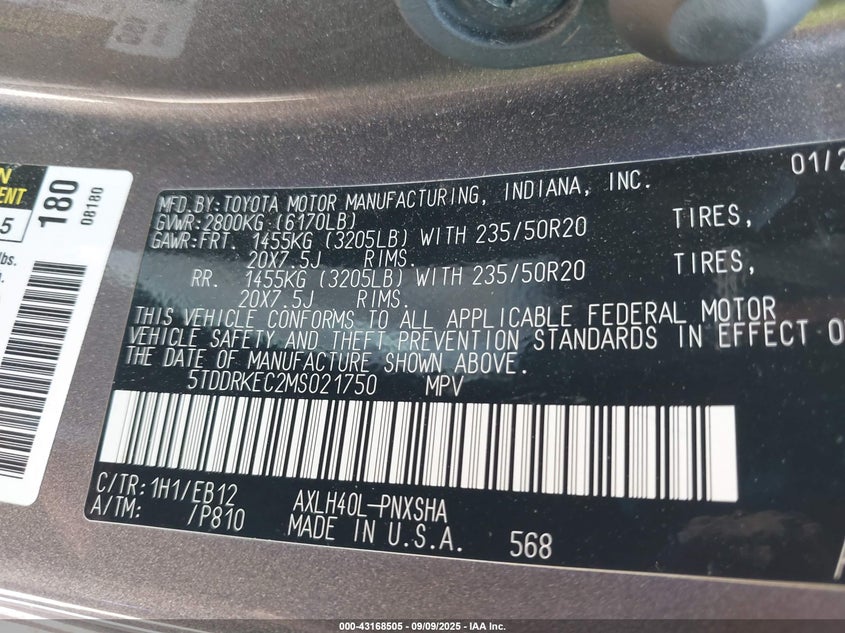 N
ENT
5
lbs.
180
08180
MFD. BY: TOYOTA MOTOR MANUFACTURING, INDIANA, INC. 01/2
GVWR: 2800KG (6170LB)
GAWR: FRT. 1455KG (3205LB) WITH 235/50R20 TIRES,
20X7.5J RIMS.
RR. 1455KG (3205LB) WITH 235/50R20 TIRES,
20X7.5J RIMS.
THIS VEHICLE CONFORMS TO ALL APPLICABLE FEDERAL MOTOR
VEHICLE SAFETY AND THEFT PREVENTION STANDARDS IN EFFECT O
THE DATE OF MANUFACTURE SHOWN ABOVE.
5TDDRKEC2MS021750 MPV
C/TR: 1H1/EB12 AXLH40L-PNXSHA
A/TM: /P810 MADE IN U.S.A. 568
000-43168505 - 09/09/2025 - IAA Inc.